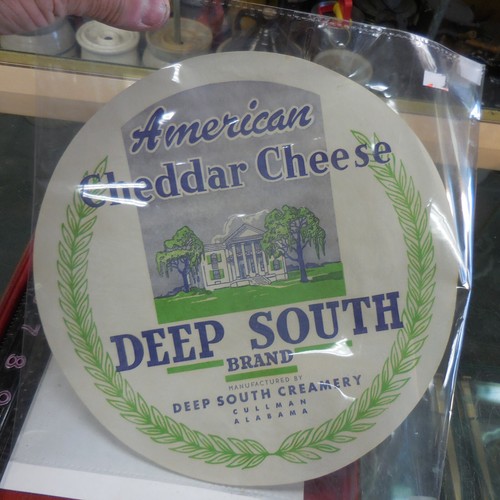 American
Cheddar Cheese
DEEP SOUTH
BRAND
MANUFACTURED BY
DEEP SOUTH CREAMERY
CULLMAN
ALABAMA